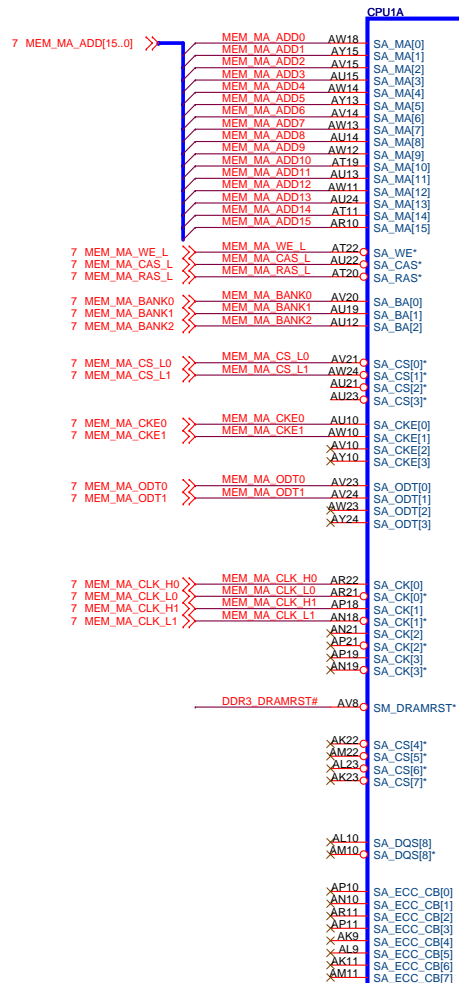 CPU1A
7 MEM_MA_ADD[15..0]
MEM_MA_ADD0 AW18 SA_MA[0]
MEM_MA_ADD1 AY15 SA_MA[1]
MEM_MA_ADD2 AV15 SA_MA[2]
MEM_MA_ADD3 AU15 SA_MA[3]
MEM_MA_ADD4 AW14 SA_MA[4]
MEM_MA_ADD5 AY13 SA_MA[5]
MEM_MA_ADD6 AV14 SA_MA[6]
MEM_MA_ADD7 AW13 SA_MA[7]
MEM_MA_ADD8 AU14 SA_MA[8]
MEM_MA_ADD9 AW12 SA_MA[9]
MEM_MA_ADD10 AT19 SA_MA[10]
MEM_MA_ADD11 AU13 SA_MA[11]
MEM_MA_ADD12 AW11 SA_MA[12]
MEM_MA_ADD13 AU24 SA_MA[13]
MEM_MA_ADD14 AT11 SA_MA[14]
MEM_MA_ADD15 AR10 SA_MA[15]
7 MEM_MA_WE_L MEM_MA_WE_L AT22 SA_WE*
7 MEM_MA_CAS_L MEM_MA_CAS_L AU22 SA_CAS*
7 MEM_MA_RAS_L MEM_MA_RAS_L AT20 SA_RAS*
7 MEM_MA_BANK0 MEM_MA_BANK0 AV20 SA_BA[0]
7 MEM_MA_BANK1 MEM_MA_BANK1 AU19 SA_BA[1]
7 MEM_MA_BANK2 MEM_MA_BANK2 AU12 SA_BA[2]
7 MEM_MA_CS_L0 MEM_MA_CS_L0 AV21 SA_CS[0]*
7 MEM_MA_CS_L1 MEM_MA_CS_L1 AW24 SA_CS[1]*
AU21 SA_CS[2]*
AU23 SA_CS[3]*
7 MEM_MA_CKE0 MEM_MA_CKE0 AU10 SA_CKE[0]
7 MEM_MA_CKE1 MEM_MA_CKE1 AW10 SA_CKE[1]
AV10 SA_CKE[2]
AY10 SA_CKE[3]
7 MEM_MA_ODT0 MEM_MA_ODT0 AV23 SA_ODT[0]
7 MEM_MA_ODT1 MEM_MA_ODT1 AV24 SA_ODT[1]
AW23 SA_ODT[2]
AY24 SA_ODT[3]
7 MEM_MA_CLK_H0 MEM_MA_CLK_H0 AR22 SA_CK[0]
7 MEM_MA_CLK_L0 MEM_MA_CLK_L0 AR21 SA_CK[0]*
7 MEM_MA_CLK_H1 MEM_MA_CLK_H1 AP18 SA_CK[1]
7 MEM_MA_CLK_L1 MEM_MA_CLK_L1 AN18 SA_CK[1]*
AN21 SA_CK[2]
AP21 SA_CK[2]*
AP19 SA_CK[3]
AN19 SA_CK[3]*
DDR3_DRAMRST# AV8 SM_DRAMRST*
AK22 SA_CS[4]*
AM22 SA_CS[5]*
AL23 SA_CS[6]*
AK23 SA_CS[7]*
AL10 SA_DQS[8]
AM10 SA_DQS[8]*
AP10 SA_ECC_CB[0]
AN10 SA_ECC_CB[1]
AR11 SA_ECC_CB[2]
AP11 SA_ECC_CB[3]
AK9 SA_ECC_CB[4]
AL9 SA_ECC_CB[5]
AK11 SA_ECC_CB[6]
AM11 SA_ECC_CB[7]